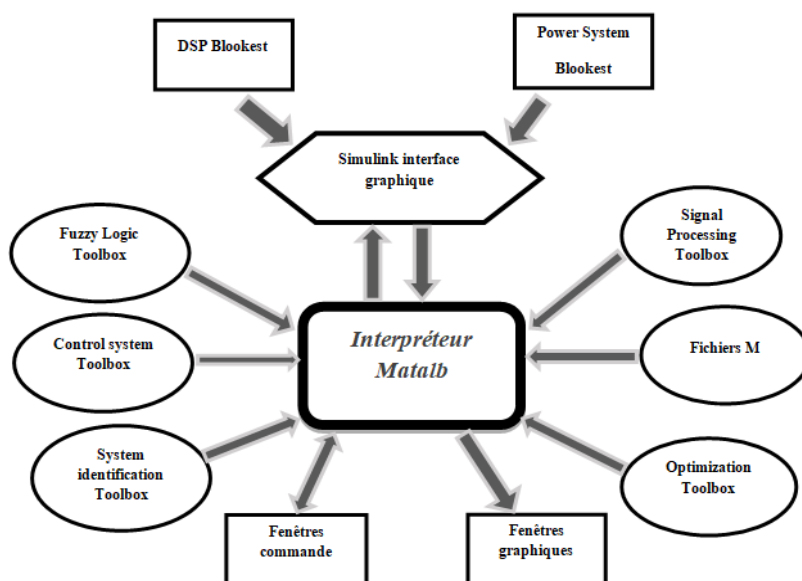 DSP Blookest
Power System
Blookest
Simulink interface
graphique
Fuzzy Logic
Toolbox
Signal
Processing
Toolbox
Interpréteur
Matalb
Control system
Toolbox
Fichiers M
System
identification
Toolbox
Optimization
Toolbox
Fenêtres
commande
Fenêtres
graphiques